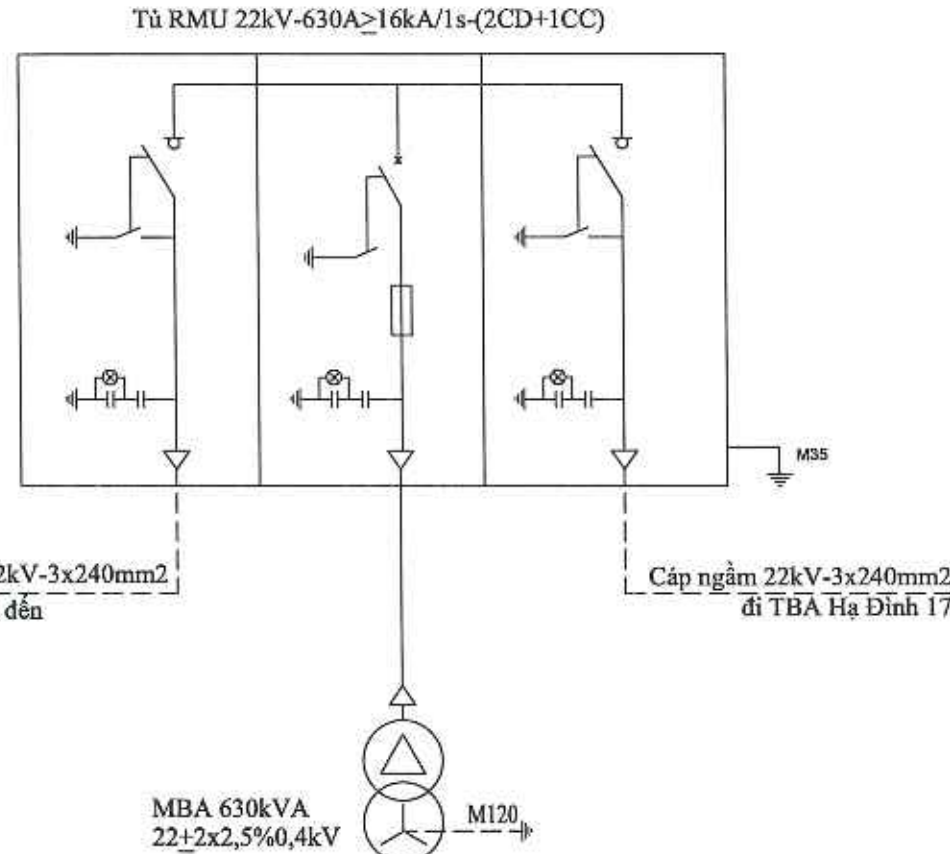 Tủ RMU 22kV-630A≥16kA/1s-(2CD+1CC)
M35
2kV-3x240mm2
đến
Cáp ngầm 22kV-3x240mm2
đi TBA Hạ Đình 17
MBA 630kVA
22±2x2,5%0,4kV
M120